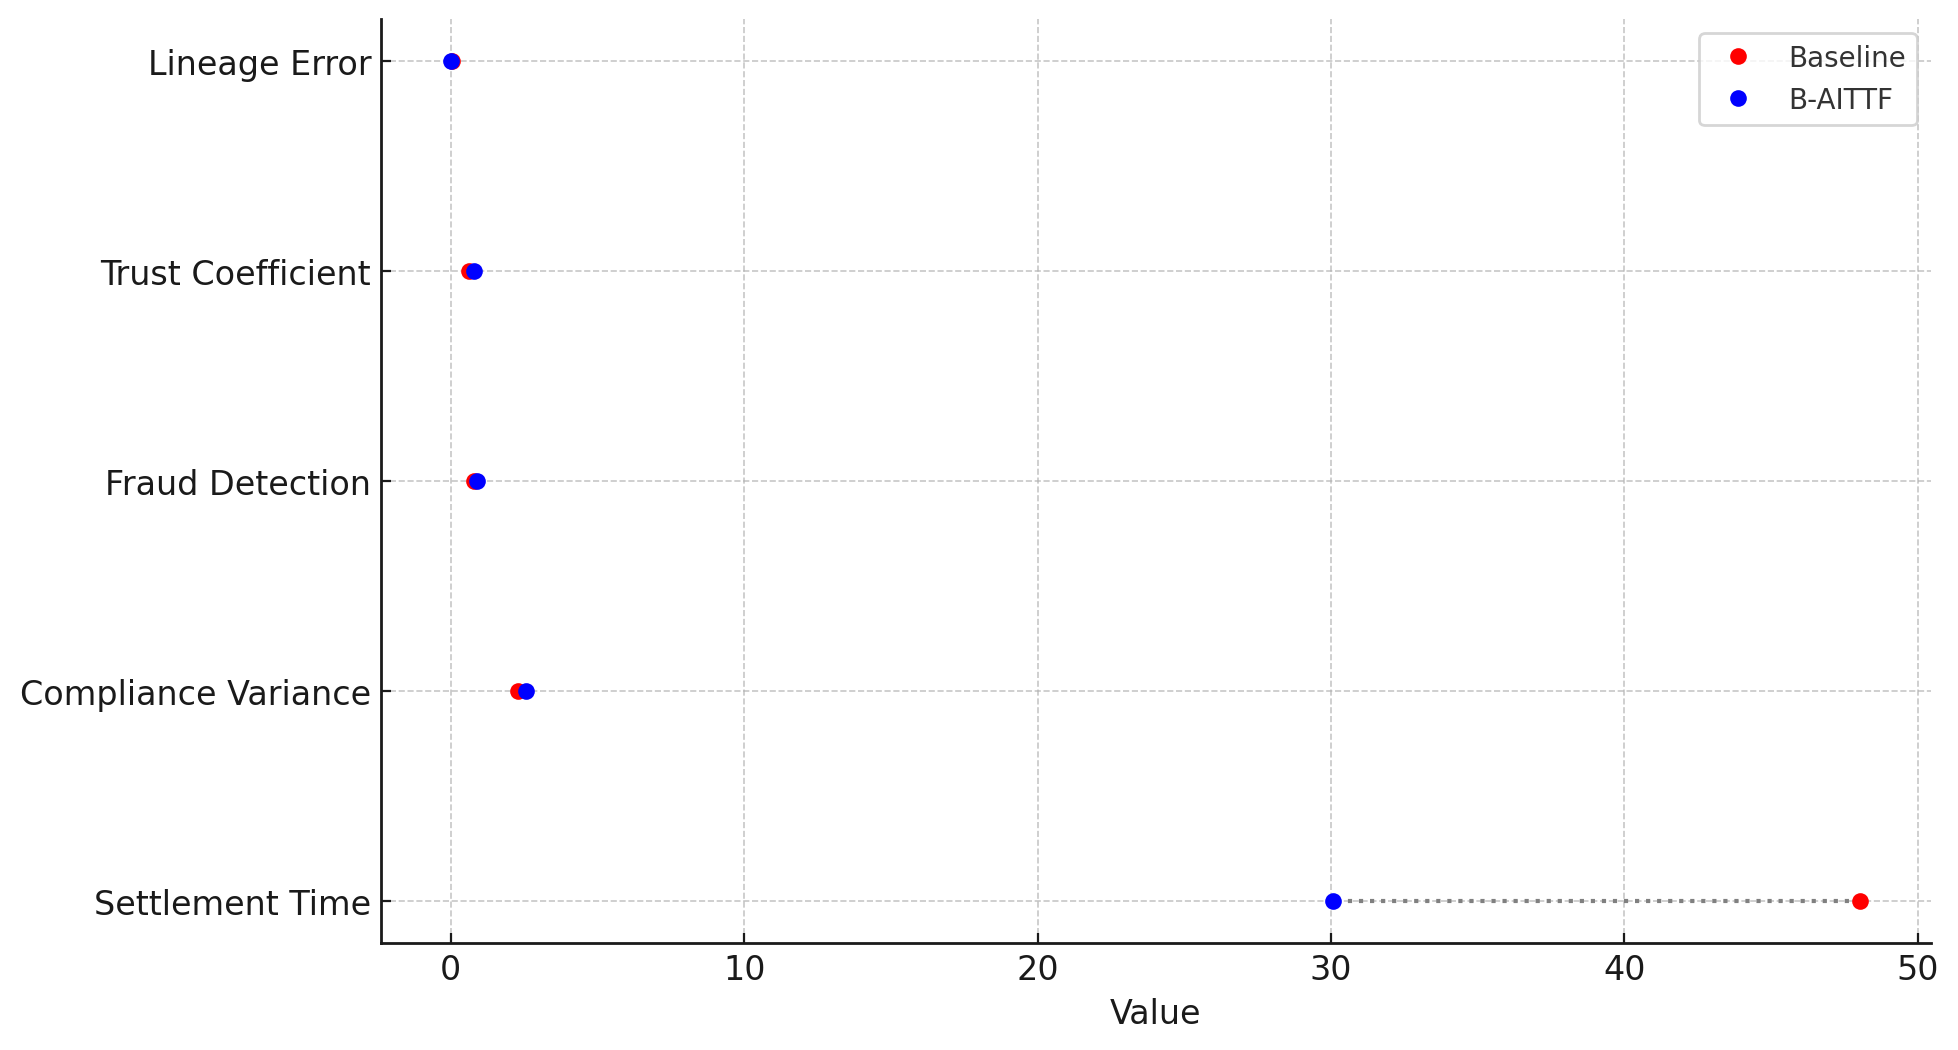 Lineage Error
Trust Coefficient
Fraud Detection
Compliance Variance
Settlement Time
Baseline
B-AITTF
0 10 20 30 40 50
Value